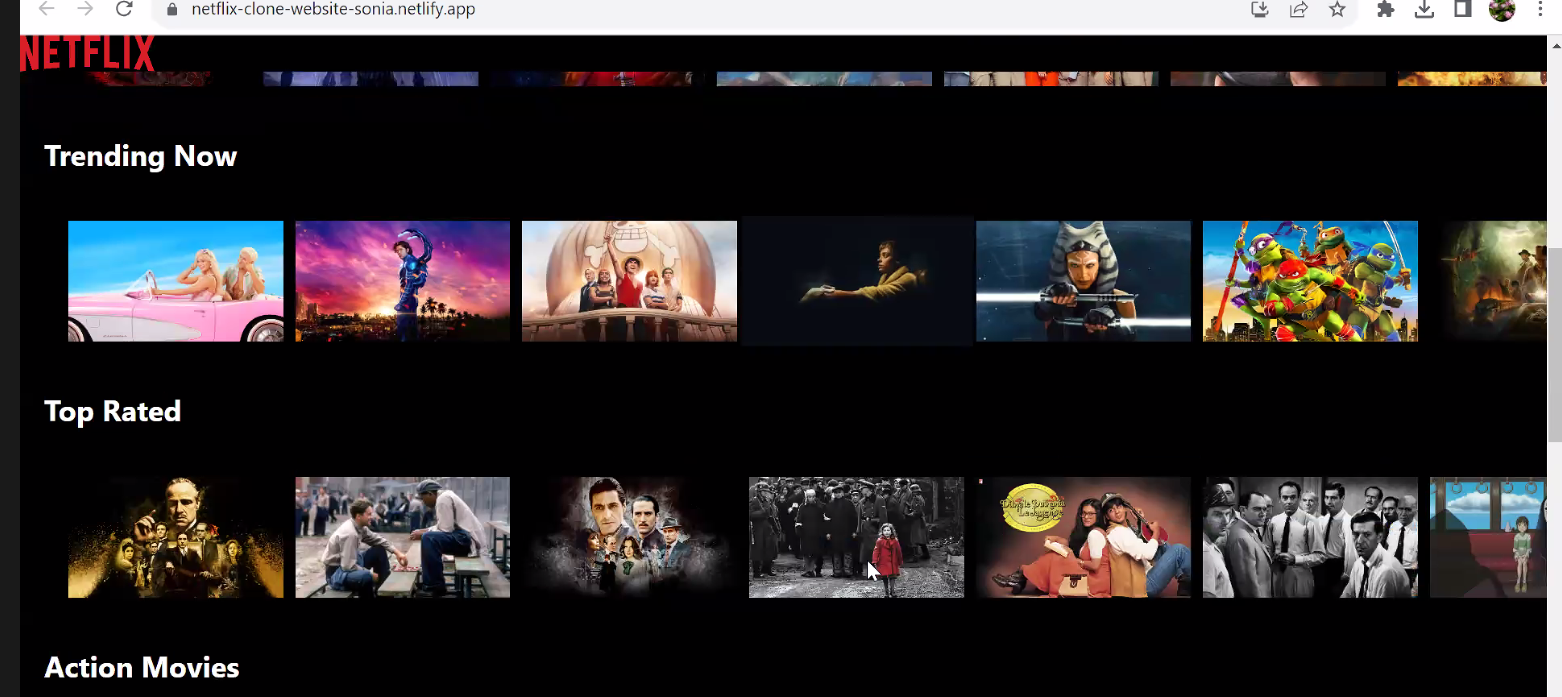 netflix-clone-website-sonia.netlify.app
NETFLIX
Trending Now
Top Rated
Action Movies